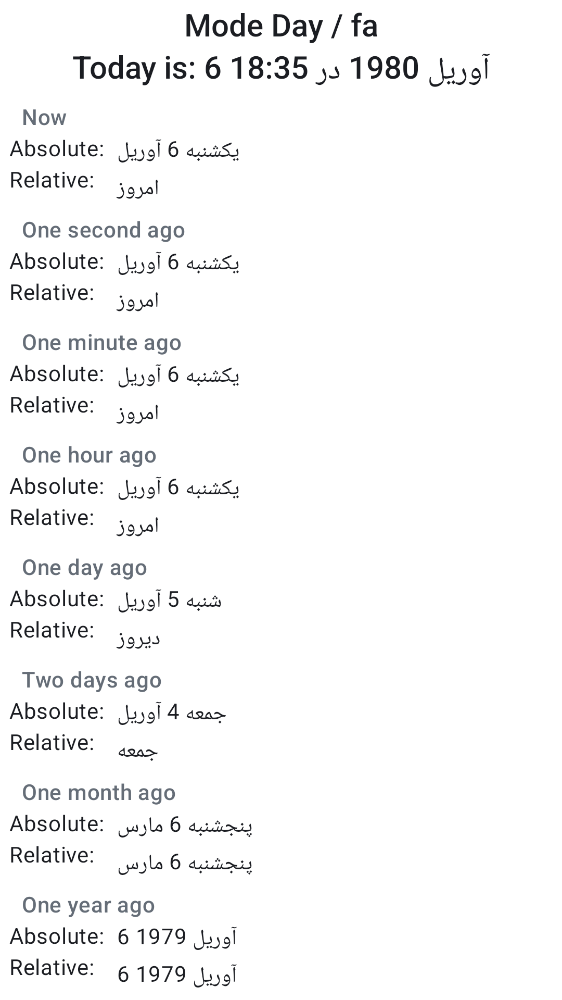 Mode Day / fa
Today is: 6 آوریل 1980 در 18:35
Now
Absolute: یکشنبه 6 آوریل
Relative: امروز
One second ago
Absolute: یکشنبه 6 آوریل
Relative: امروز
One minute ago
Absolute: یکشنبه 6 آوریل
Relative: امروز
One hour ago
Absolute: یکشنبه 6 آوریل
Relative: امروز
One day ago
Absolute: شنبه 5 آوریل
Relative: دیروز
Two days ago
Absolute: جمعه 4 آوریل
Relative: جمعه
One month ago
Absolute: پنجشنبه 6 مارس
Relative: پنجشنبه 6 مارس
One year ago
Absolute: 6 آوریل 1979
Relative: 6 آوریل 1979